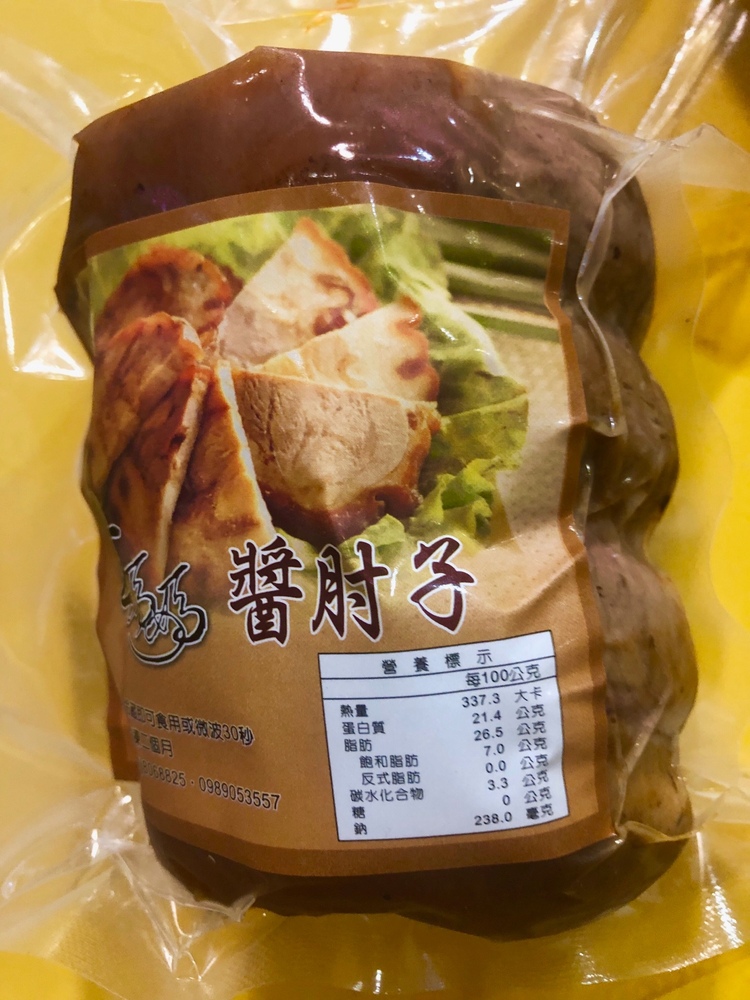 媽媽 醬肘子
即可食用或微波30秒
個月
068825．0989053557
營養標示
每100公克
熱量 337.3 大卡
蛋白質 21.4 公克
脂肪 26.5 公克
飽和脂肪 7.0 公克
反式脂肪 0.0 公克
碳水化合物 3.3 公克
糖 0 公克
鈉 238.0 毫克